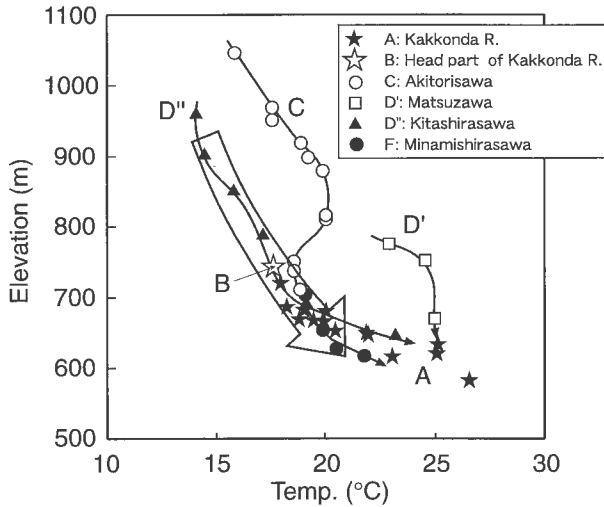 1100
1000
900
800
700
600
500
Elevation (m)
10
15
20
25
30
Temp. (°C)
A: Kakkonda R.
B: Head part of Kakkonda R.
C: Akitorisawa
D': Matsuzawa
D": Kitashirasawa
F: Minamishirasawa
D"
C
D'
B
A